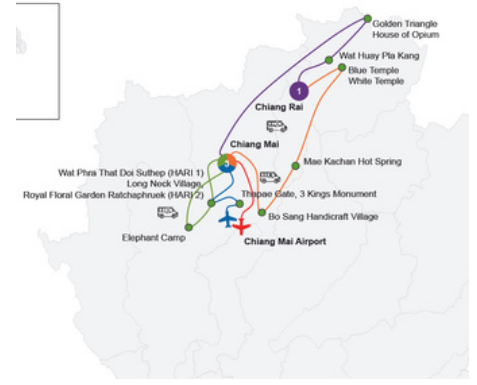 Golden Triangle
House of Opium
Wat Huay Pla Kang
Blue Temple
White Temple
1
Chiang Rai
Chiang Mai
3
Mae Kachan Hot Spring
Wat Phra That Doi Suthep (HARI 1)
Long Neck Village
Royal Floral Garden Ratchaphruek (HARI 2)
Thapae Gate, 3 Kings Monument
Bo Sang Handicraft Village
Elephant Camp
Chiang Mai Airport